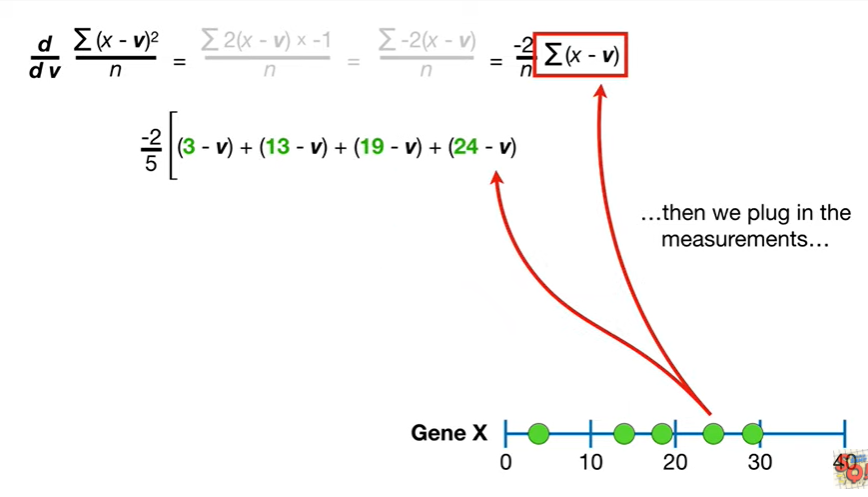 d/dv ∑(x - v)²/n = ∑ 2(x - v) × -1/n = ∑ -2(x - v)/n = -2/n ∑(x - v)
-2/5 [(3 - v) + (13 - v) + (19 - v) + (24 - v)
…then we plug in the
measurements…
Gene X
0 10 20 30 40